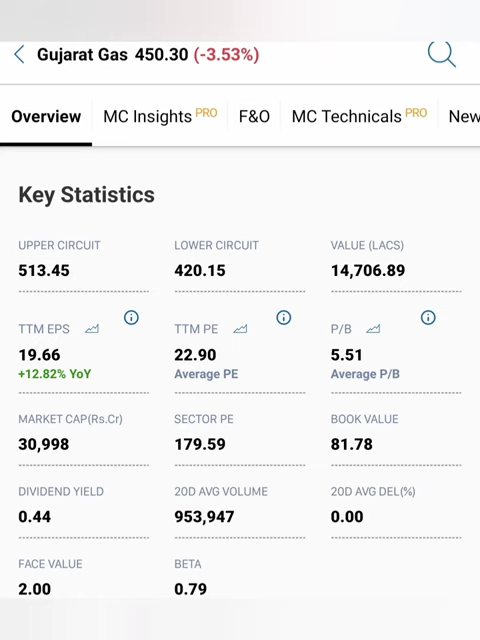 Gujarat Gas 450.30 (-3.53%)
Overview MC Insights PRO F&O MC Technicals PRO New
Key Statistics
UPPER CIRCUIT LOWER CIRCUIT VALUE (LACS)
513.45 420.15 14,706.89
TTM EPS TTM PE P/B
19.66 22.90 5.51
+12.82% YoY Average PE Average P/B
MARKET CAP(Rs.Cr) SECTOR PE BOOK VALUE
30,998 179.59 81.78
DIVIDEND YIELD 20D AVG VOLUME 20D AVG DEL(%)
0.44 953,947 0.00
FACE VALUE BETA
2.00 0.79